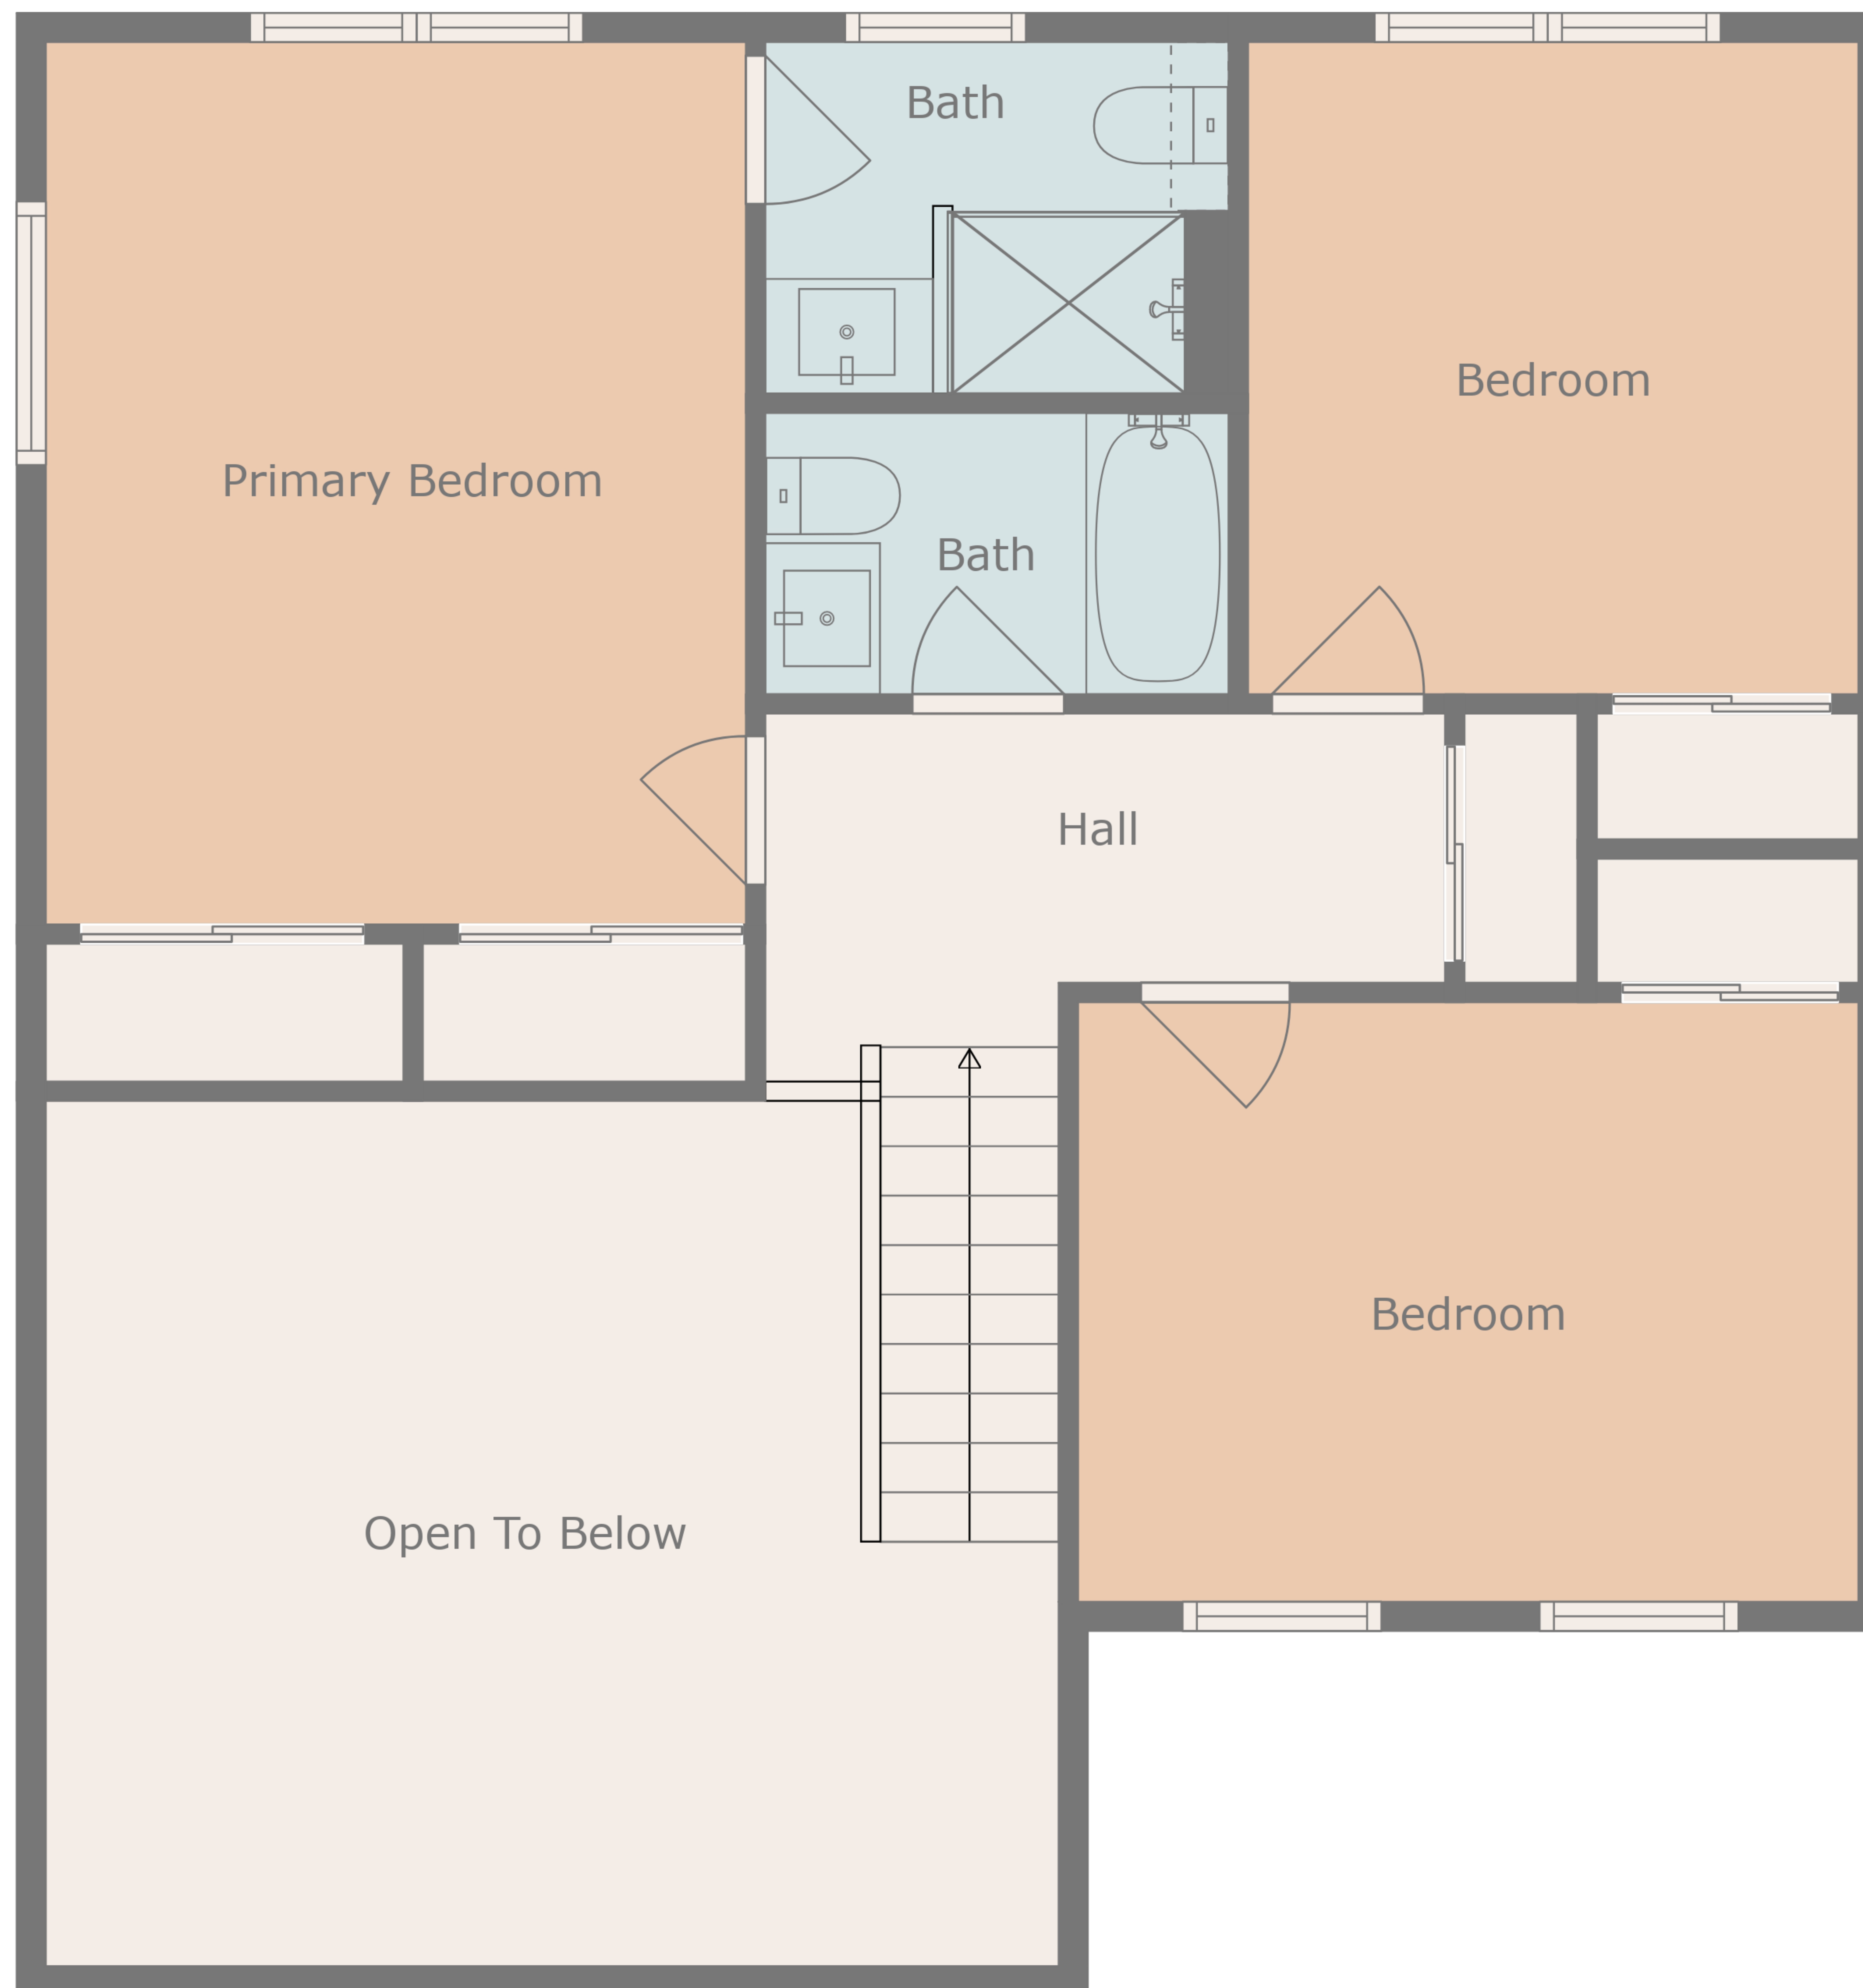 Bath
Bedroom
Primary Bedroom
Bath
Hall
Bedroom
Open To Below